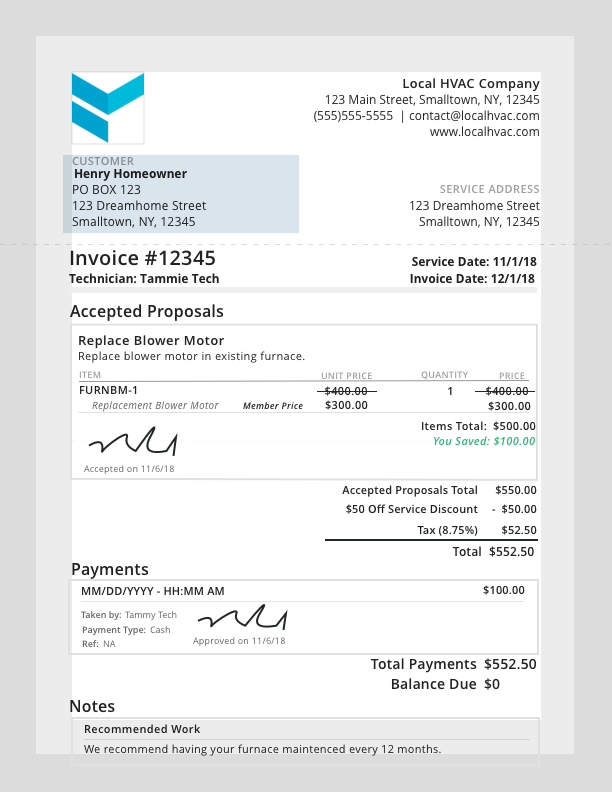 Local HVAC Company
123 Main Street, Smalltown, NY, 12345
(555)555-5555 | contact@localhvac.com
www.localhvac.com
CUSTOMER
Henry Homeowner
PO BOX 123
123 Dreamhome Street
Smalltown, NY, 12345
SERVICE ADDRESS
123 Dreamhome Street
Smalltown, NY, 12345
Invoice #12345
Technician: Tammie Tech
Service Date: 11/1/18
Invoice Date: 12/1/18
Accepted Proposals
Replace Blower Motor
Replace blower motor in existing furnace.
ITEM UNIT PRICE QUANTITY PRICE
FURNBM-1 $400.00 1 $400.00
Replacement Blower Motor Member Price $300.00 $300.00
Items Total: $500.00
You Saved: $100.00
Accepted on 11/6/18
Accepted Proposals Total $550.00
$50 Off Service Discount - $50.00
Tax (8.75%) $52.50
Total $552.50
Payments
MM/DD/YYYY - HH:MM AM $100.00
Taken by: Tammy Tech
Payment Type: Cash
Ref: NA
Approved on 11/6/18
Total Payments $552.50
Balance Due $0
Notes
Recommended Work
We recommend having your furnace maintenced every 12 months.